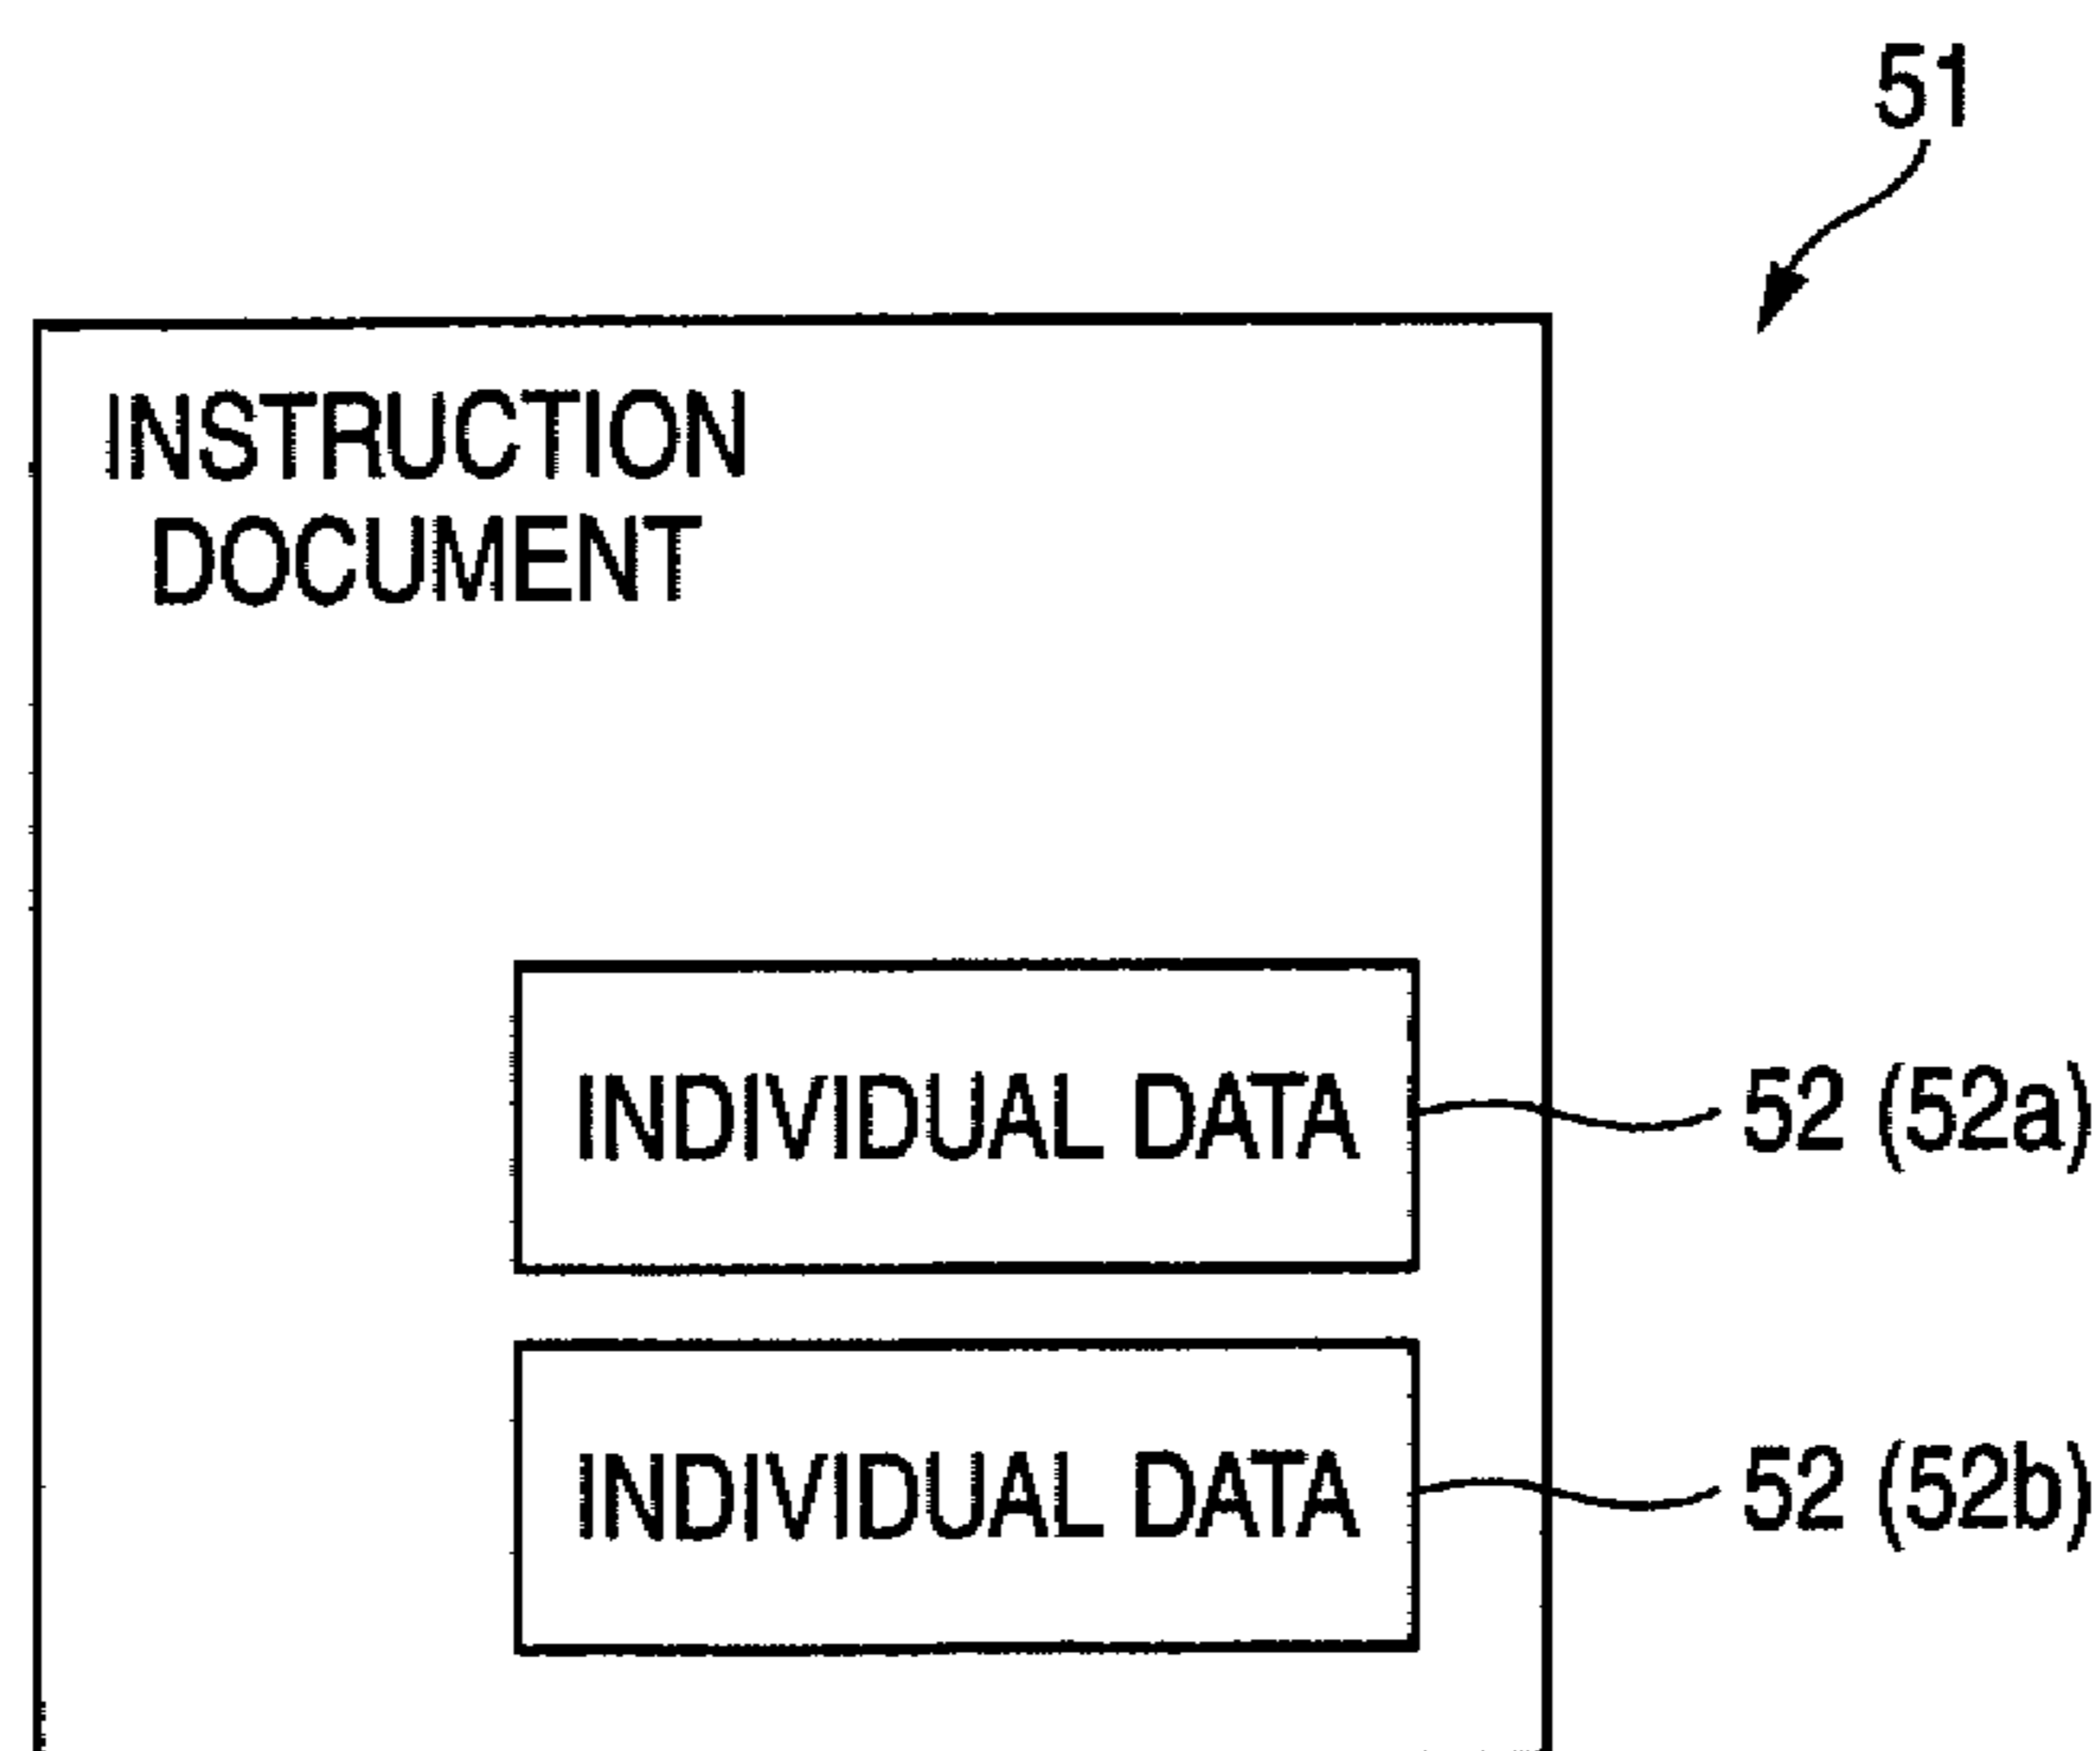 51
INSTRUCTION
DOCUMENT
INDIVIDUAL DATA
52 (52a)
INDIVIDUAL DATA
52 (52b)